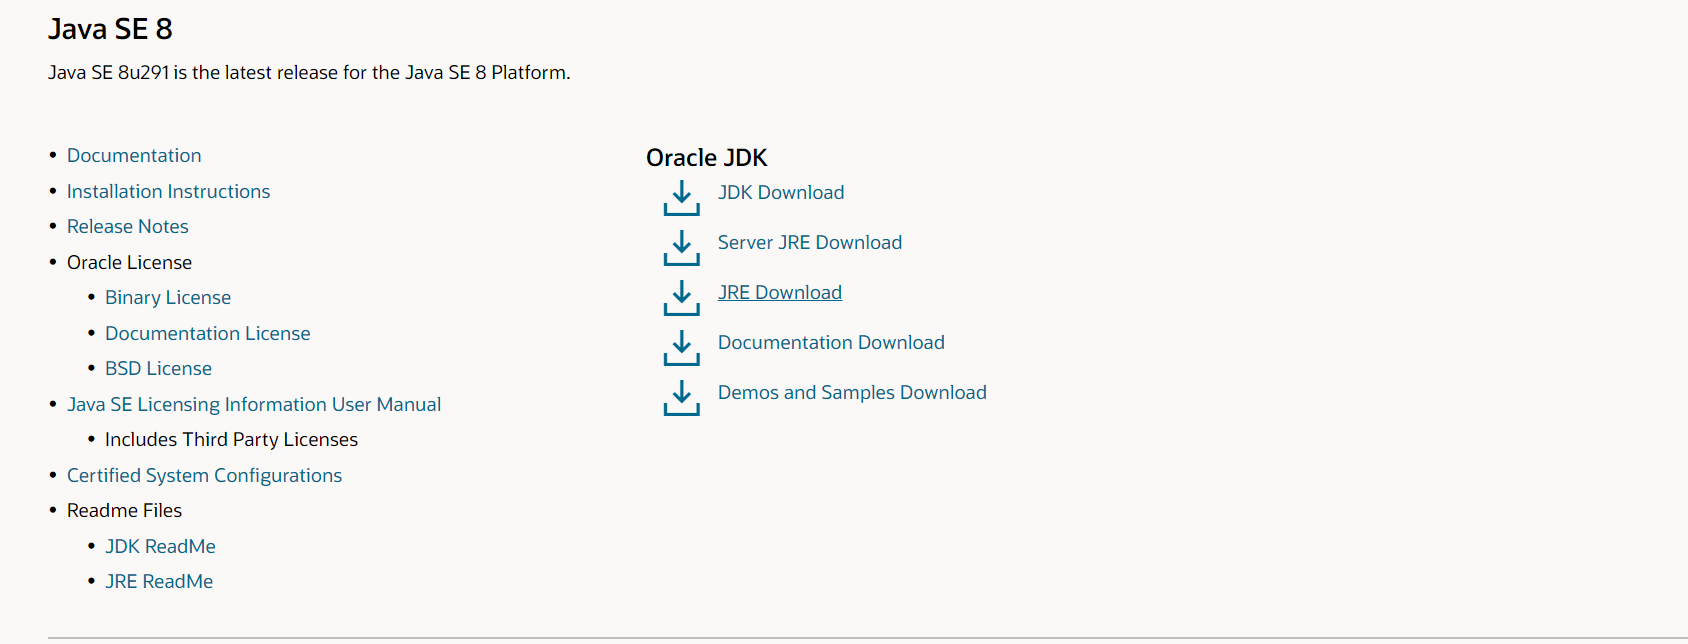 Java SE 8
Java SE 8u291 is the latest release for the Java SE 8 Platform.
• Documentation
• Installation Instructions
• Release Notes
• Oracle License
• Binary License
• Documentation License
• BSD License
• Java SE Licensing Information User Manual
• Includes Third Party Licenses
• Certified System Configurations
• Readme Files
• JDK ReadMe
• JRE ReadMe
Oracle JDK
JDK Download
Server JRE Download
JRE Download
Documentation Download
Demos and Samples Download